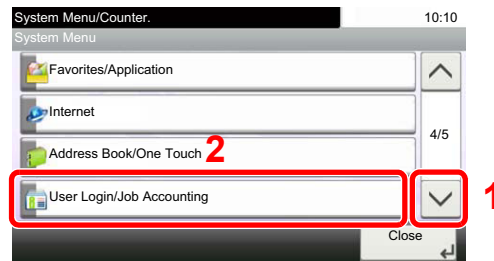 System Menu/Counter.
10:10
System Menu
Favorites/Application
Internet
4/5
Address Book/One Touch
2
User Login/Job Accounting
1
Close